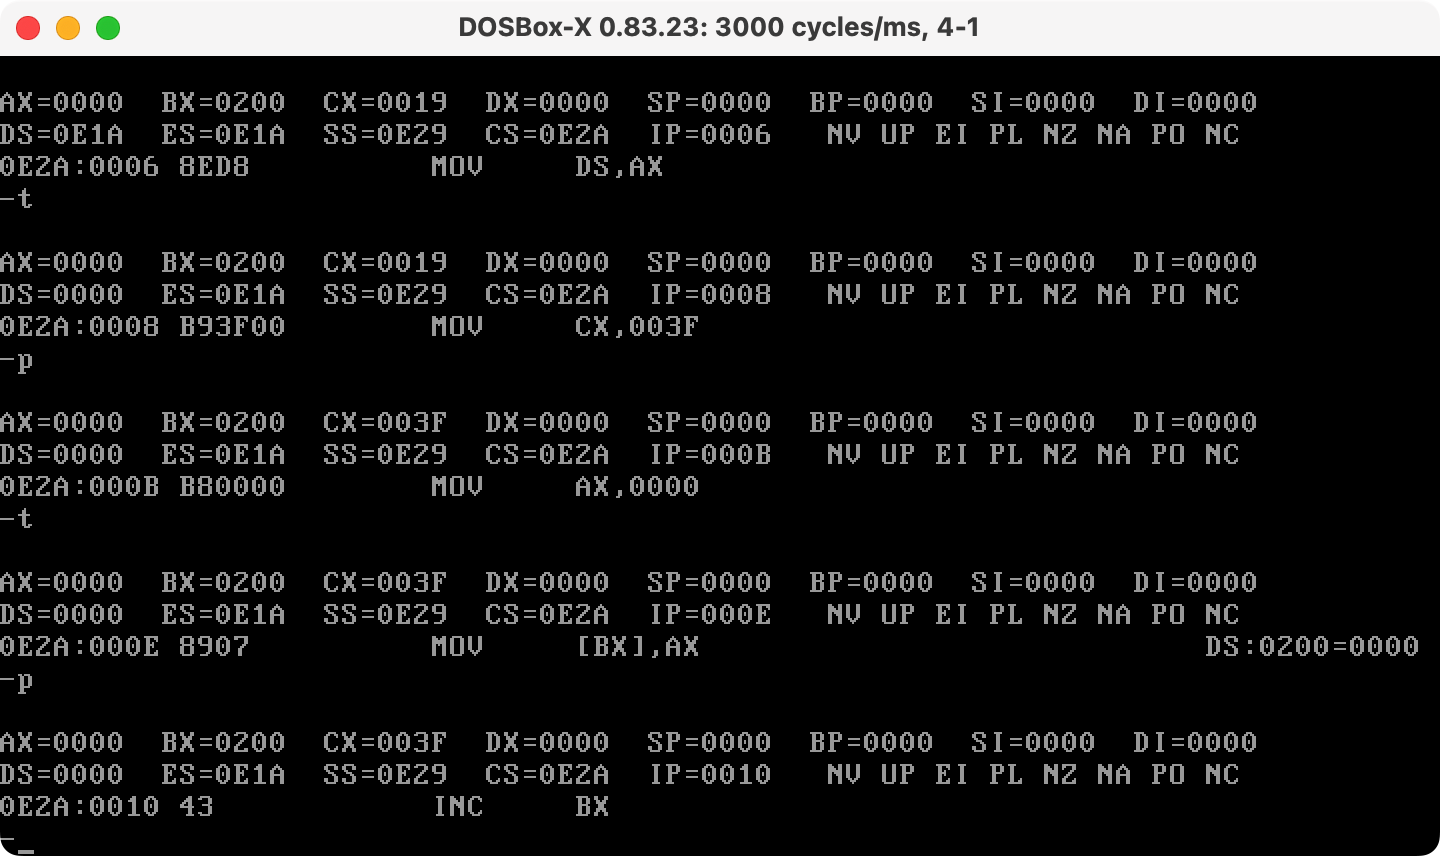 DOSBox-X 0.83.23: 3000 cycles/ms, 4-1
AX=0000  BX=0200  CX=0019  DX=0000  SP=0000  BP=0000  SI=0000  DI=0000
DS=0E1A  ES=0E1A  SS=0E29  CS=0E2A  IP=0006   NV UP EI PL NZ NA PO NC
0E2A:0006 8ED8          MOV     DS,AX
-t
AX=0000  BX=0200  CX=0019  DX=0000  SP=0000  BP=0000  SI=0000  DI=0000
DS=0000  ES=0E1A  SS=0E29  CS=0E2A  IP=0008   NV UP EI PL NZ NA PO NC
0E2A:0008 B93F00        MOV     CX,003F
-p
AX=0000  BX=0200  CX=003F  DX=0000  SP=0000  BP=0000  SI=0000  DI=0000
DS=0000  ES=0E1A  SS=0E29  CS=0E2A  IP=000B   NV UP EI PL NZ NA PO NC
0E2A:000B B80000        MOV     AX,0000
-t
AX=0000  BX=0200  CX=003F  DX=0000  SP=0000  BP=0000  SI=0000  DI=0000
DS=0000  ES=0E1A  SS=0E29  CS=0E2A  IP=000E   NV UP EI PL NZ NA PO NC
0E2A:000E 8907          MOV     [BX],AX                            DS:0200=0000
-p
AX=0000  BX=0200  CX=003F  DX=0000  SP=0000  BP=0000  SI=0000  DI=0000
DS=0000  ES=0E1A  SS=0E29  CS=0E2A  IP=0010   NV UP EI PL NZ NA PO NC
0E2A:0010 43            INC     BX
-_